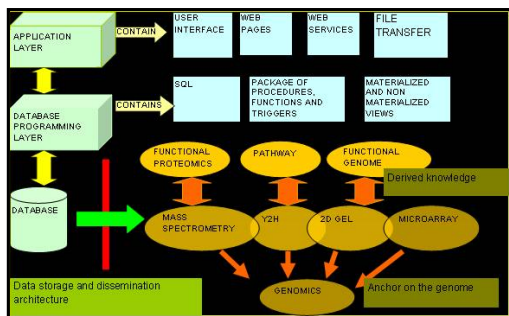 APPLICATION
LAYER
CONTAIN
USER
INTERFACE
WEB
PAGES
WEB
SERVICES
FILE
TRANSFER
DATABASE
PROGRAMMING
LAYER
CONTAINS
SQL
PACKAGE OF
PROCEDURES,
FUNCTIONS AND
TRIGGERS
MATERIALIZED
AND NON
MATERIALIZED
VIEWS
FUNCTIONAL
PROTEOMICS
PATHWAY
FUNCTIONAL
GENOME
Derived knowledge
DATABASE
MASS
SPECTROMETRY
Y2H
2D GEL
MICROARRAY
Data storage and dissemination
architecture
GENOMICS
Anchor on the genome